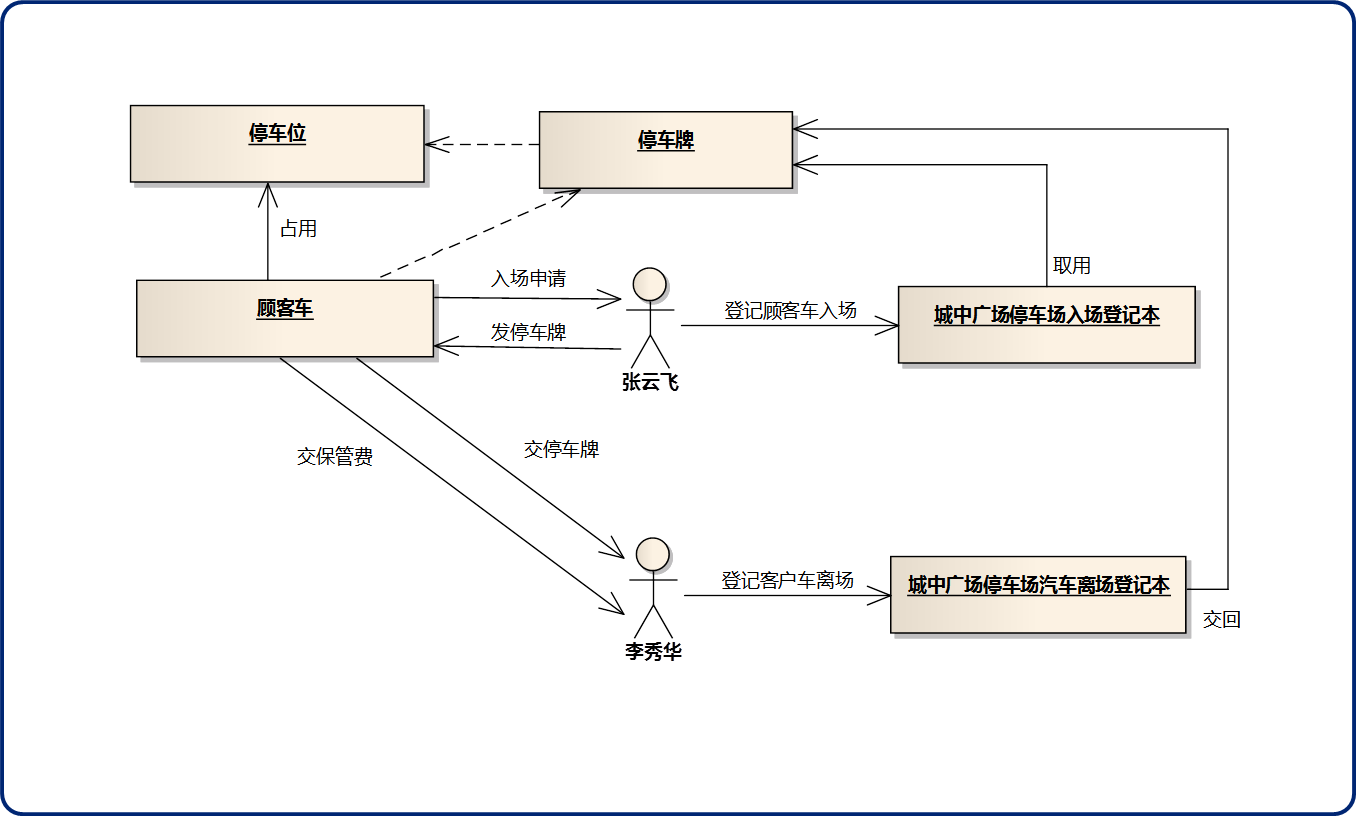 停车位
停车牌
占用
取用
顾客车
入场申请
发停车牌
张云飞
登记顾客车入场
城中广场停车场入场登记本
交保管费
交停车牌
李秀华
登记客户车离场
城中广场停车场汽车离场登记本
交回